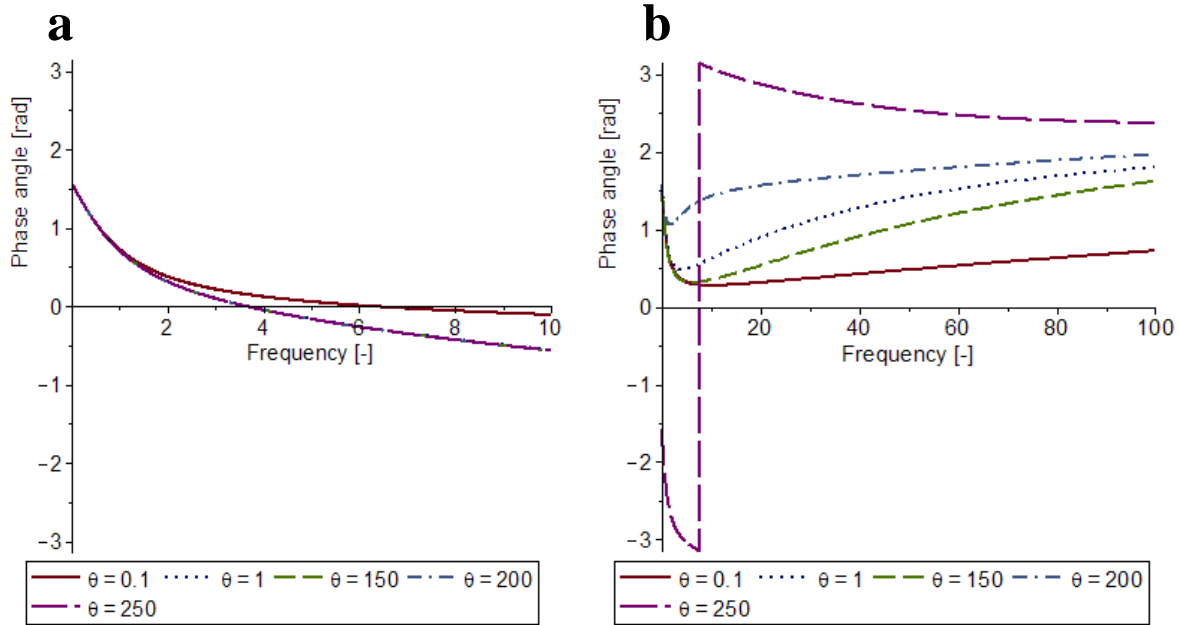 a
b
Phase angle [rad]
3
2
1
0
−1
−2
−3
2
4
6
8
10
Frequency [-]
θ = 0.1
θ = 1
θ = 150
θ = 200
θ = 250
Phase angle [rad]
3
2
1
0
−1
−2
−3
20
40
60
80
100
Frequency [-]
θ = 0.1
θ = 1
θ = 150
θ = 200
θ = 250